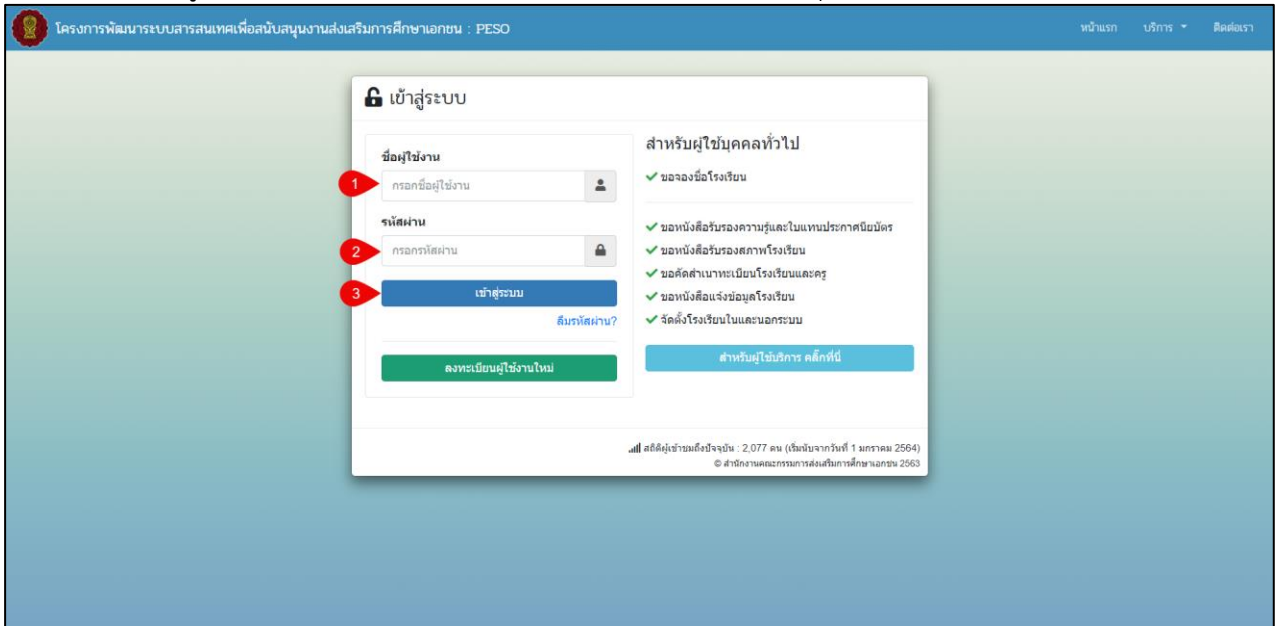 โครงการพัฒนาระบบสารสนเทศเพื่อสนับสนุนงานส่งเสริมการศึกษาเอกชน : PESO
หน้าแรก บริการ ติดต่อเรา
เข้าสู่ระบบ
ชื่อผู้ใช้งาน
1 กรอกชื่อผู้ใช้งาน
รหัสผ่าน
2 กรอกรหัสผ่าน
3 เข้าสู่ระบบ
ลืมรหัสผ่าน?
ลงทะเบียนผู้ใช้งานใหม่
สำหรับผู้ใช้บุคคลทั่วไป
ขอจองชื่อโรงเรียน
ขอหนังสือรับรองความรู้และใบแทนประกาศนียบัตร
ขอหนังสือรับรองสภาพโรงเรียน
ขอคัดสำเนาทะเบียนโรงเรียนและครู
ขอหนังสือแจ้งข้อมูลโรงเรียน
จัดตั้งโรงเรียนในและนอกระบบ
สำหรับผู้ใช้บริการ คลิ๊กที่นี่
สถิติผู้เข้าชมถึงปัจจุบัน : 2,077 คน (เริ่มนับจากวันที่ 1 มกราคม 2564)
© สำนักงานคณะกรรมการส่งเสริมการศึกษาเอกชน 2563